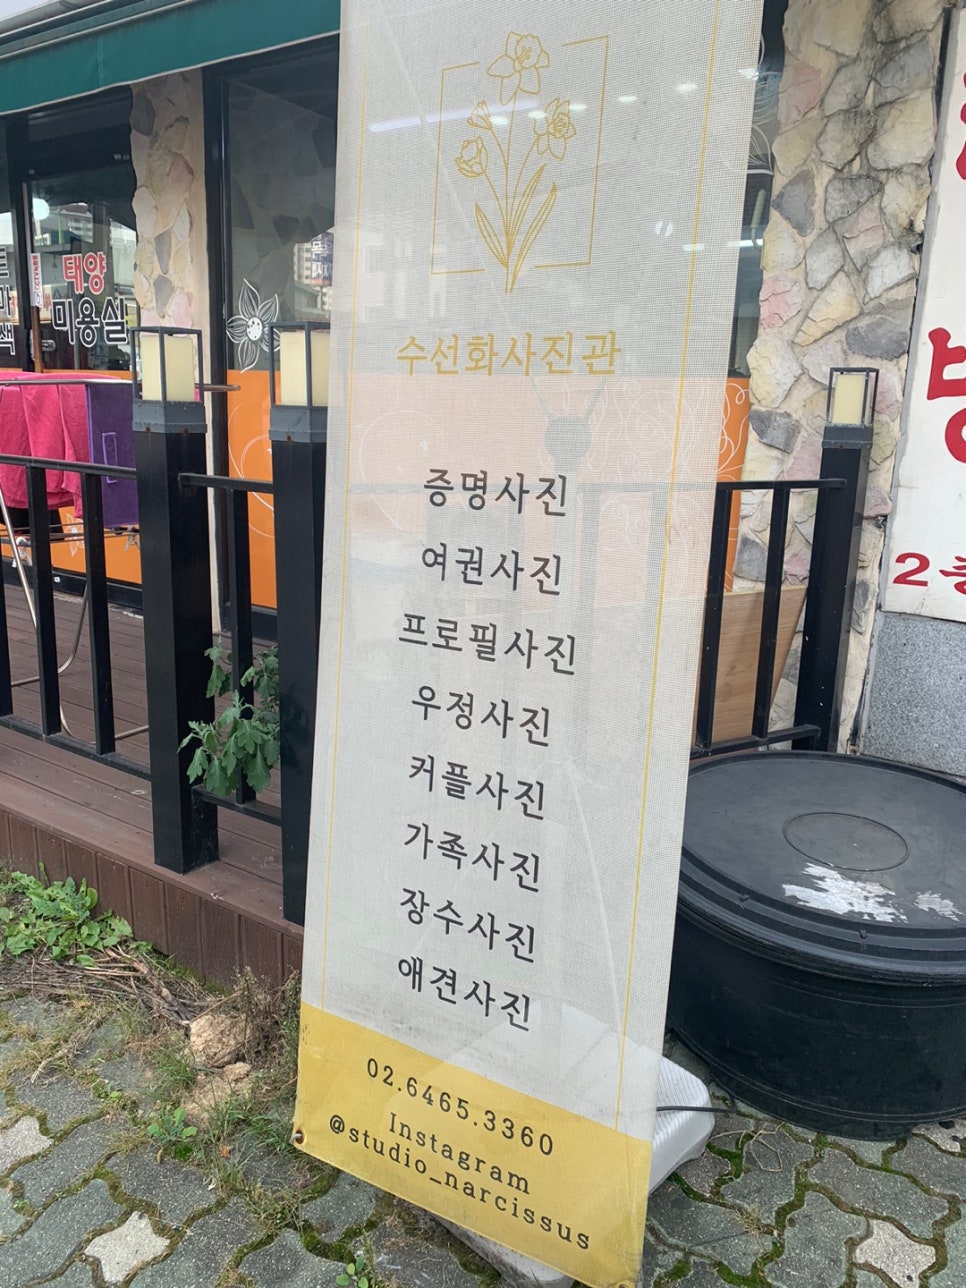 수선화사진관
증명사진
여권사진
프로필사진
우정사진
커플사진
가족사진
장수사진
애견사진
02.6465.3360
Instagram
@studio_narcissus
태양
미용실
2층